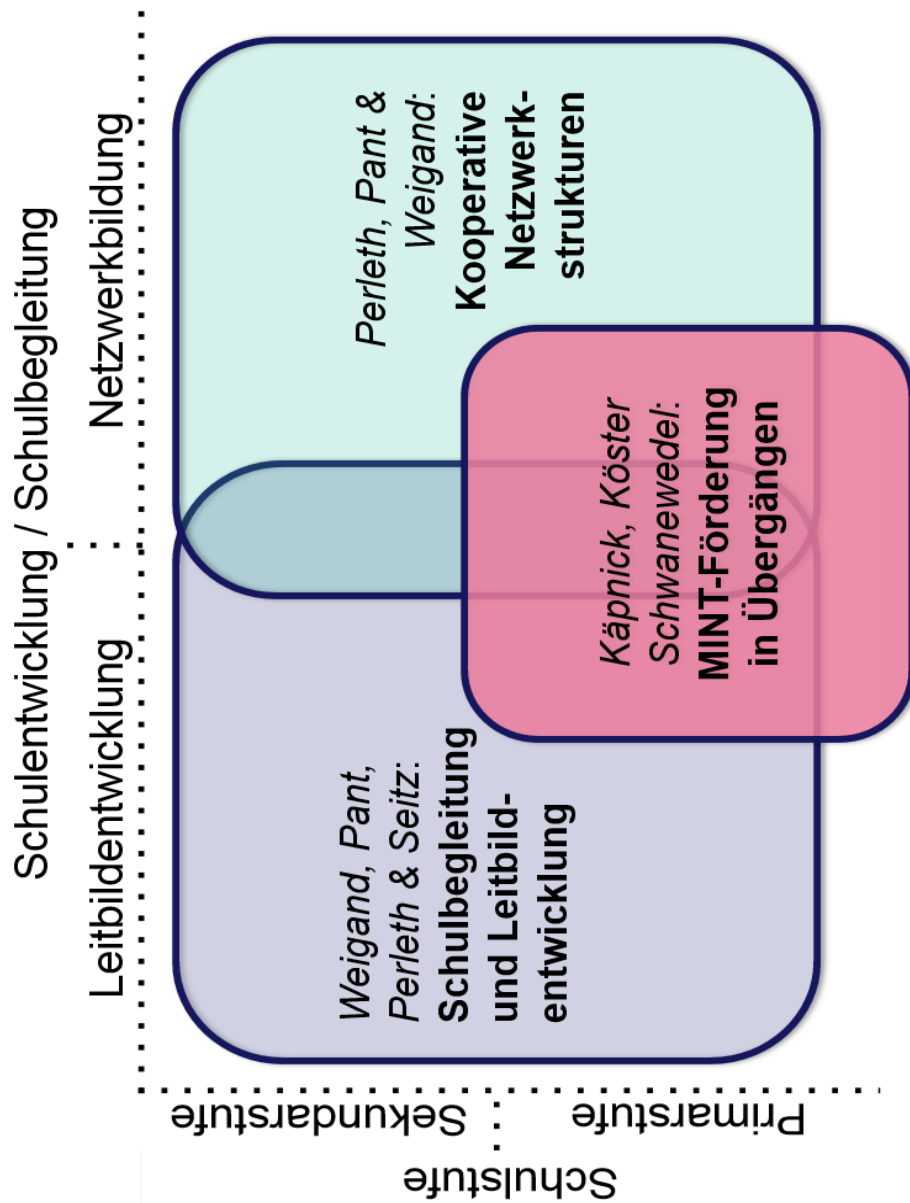 Schulentwicklung / Schulbegleitung
Leitbildentwicklung
Netzwerkbildung
Schulstufe
Sekundarstufe
Primarstufe
Weigand, Pant,
Perleth & Seitz:
Schulbegleitung
und Leitbild-
entwicklung
Perleth, Pant &
Weigand:
Kooperative
Netzwerk-
strukturen
Käpnick, Köster
Schwanewedel:
MINT-Förderung
in Übergängen